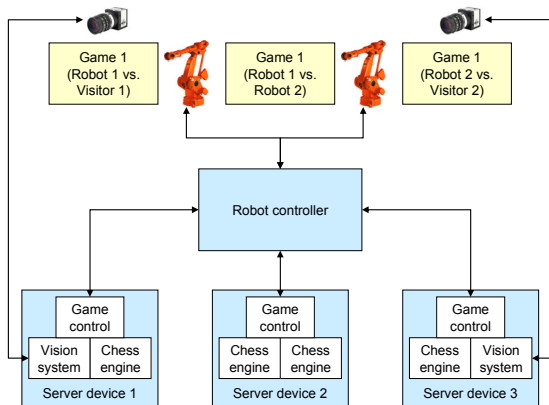 Game 1
(Robot 1 vs.
Visitor 1)
Game 1
(Robot 1 vs.
Robot 2)
Game 1
(Robot 2 vs.
Visitor 2)
Robot controller
Game
control
Vision
system
Chess
engine
Server device 1
Game
control
Chess
engine
Chess
engine
Server device 2
Game
control
Chess
engine
Vision
system
Server device 3